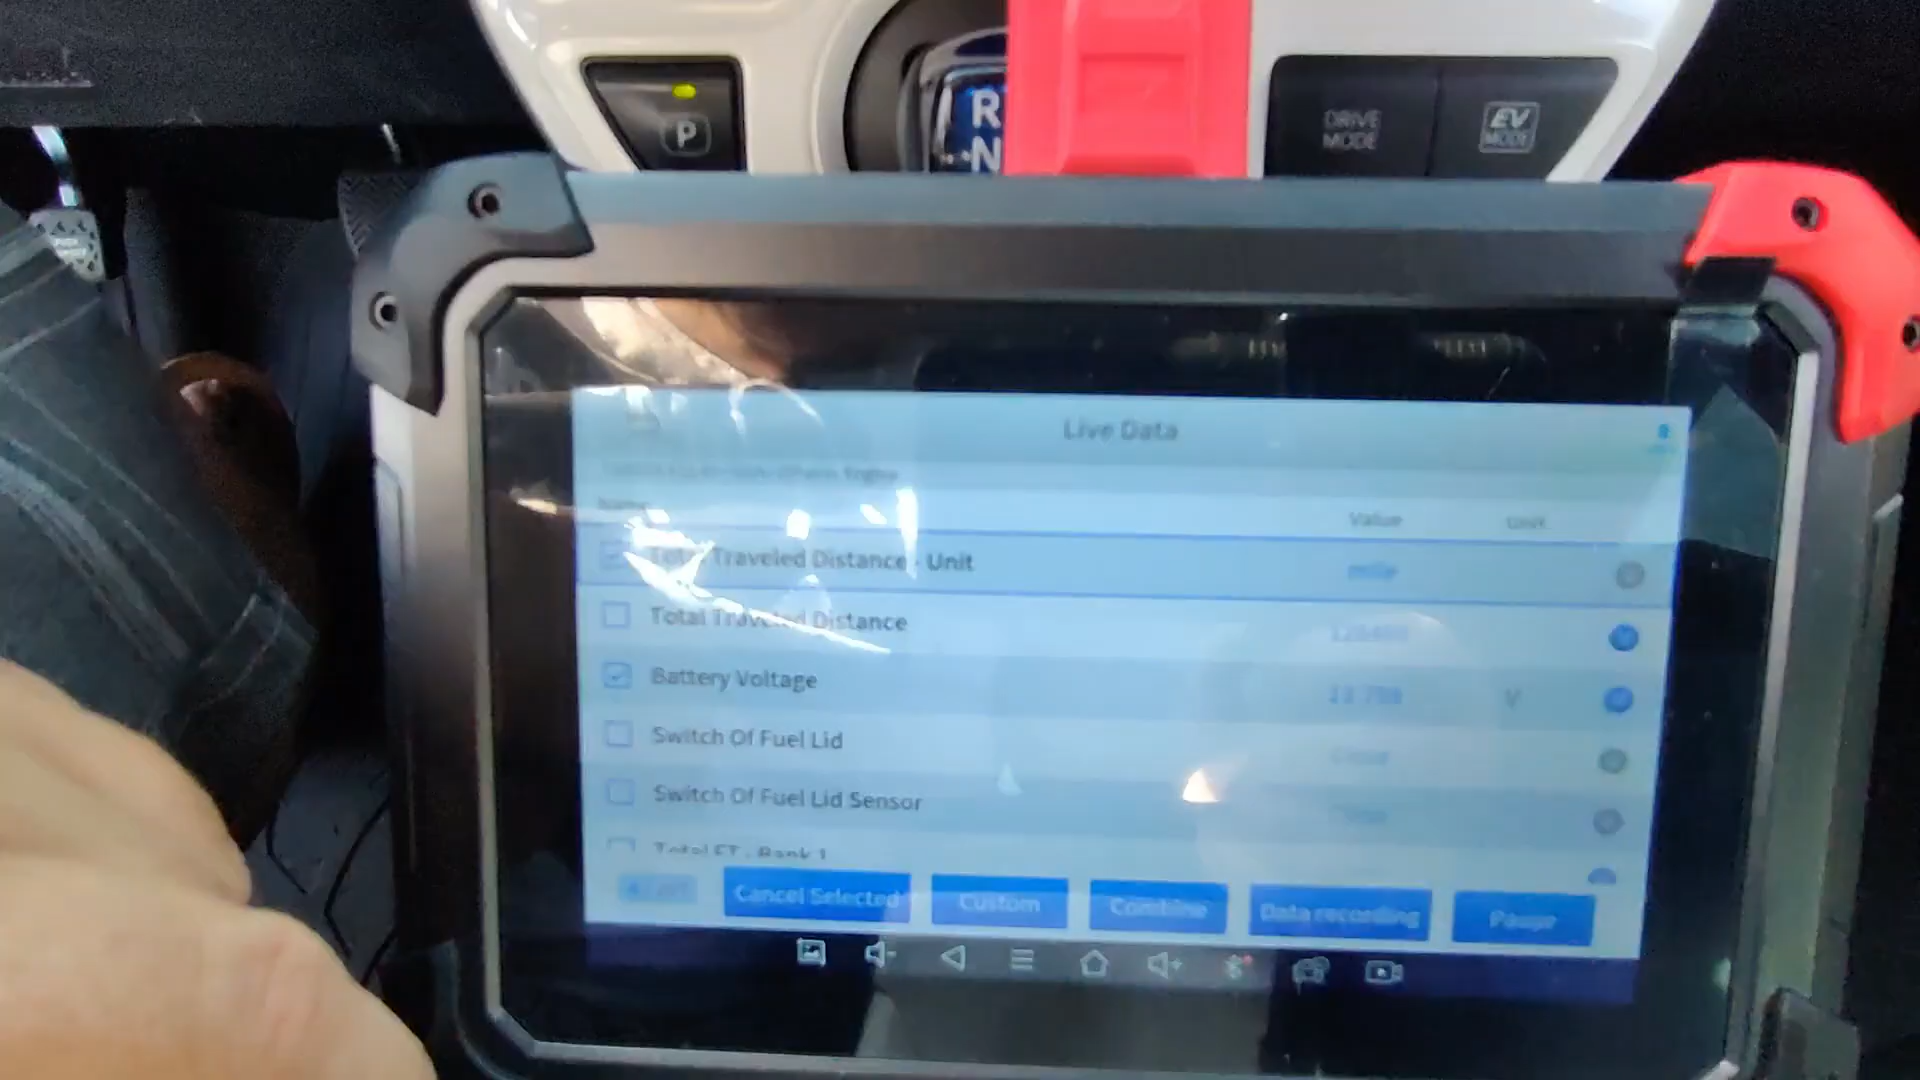 P
R
N
DRIVE
MODE
EV
MODE
Live Data
Engine
Name
Value
Unit
Total Traveled Distance - Unit
mile
Total Traveled Distance
Battery Voltage
V
Switch Of Fuel Lid
Switch Of Fuel Lid Sensor
Total FT - Bank 1
Cancel Selected
Custom
Combine
Data recording
Pause